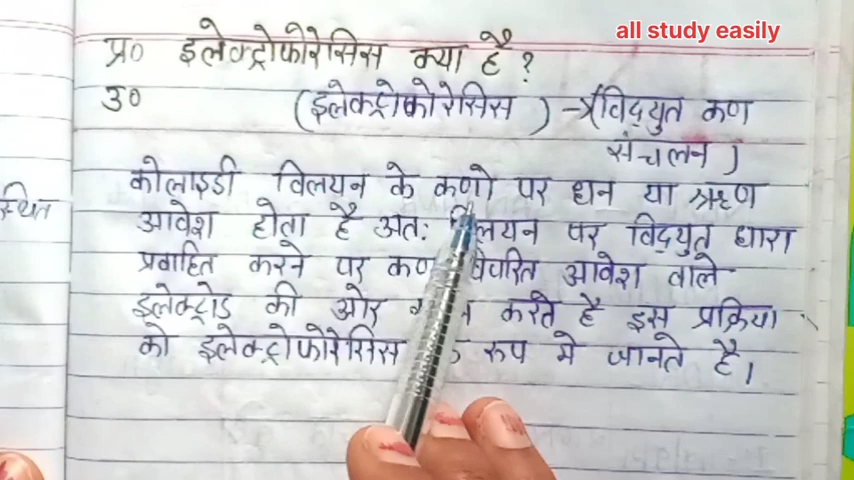 all study easily
प्र० इलेक्ट्रोफोरेसिस क्या है ?
उ० (इलेक्ट्रोफोरेसिस) → (विद्युत कण
संचलन)
कोलाइडी विलयन के कणो पर धन या ऋण
स्थित
आवेश होता है अतः विलयन पर विद्युत धारा
प्रवाहित करने पर कण विपरित आवेश वाले
इलेक्ट्रोड की ओर करते है इस प्रक्रिया
को इलेक्ट्रोफोरेसिस रूप मे जानते है।